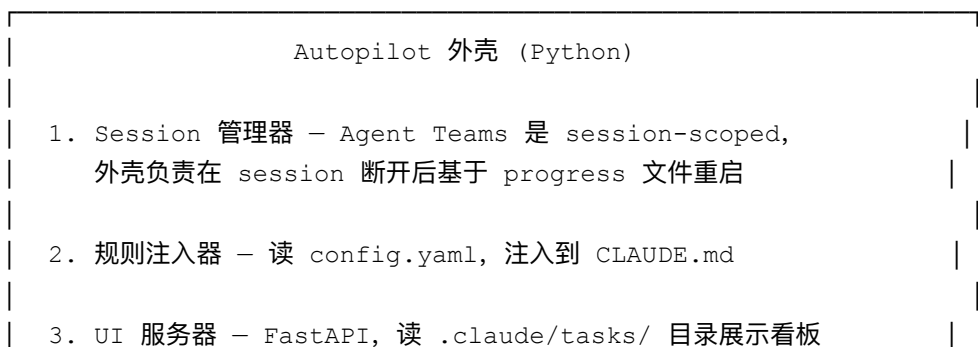 Autopilot 外壳 (Python)
1. Session 管理器 — Agent Teams 是 session-scoped,
外壳负责在 session 断开后基于 progress 文件重启
2. 规则注入器 — 读 config.yaml, 注入到 CLAUDE.md
3. UI 服务器 — FastAPI, 读 .claude/tasks/ 目录展示看板